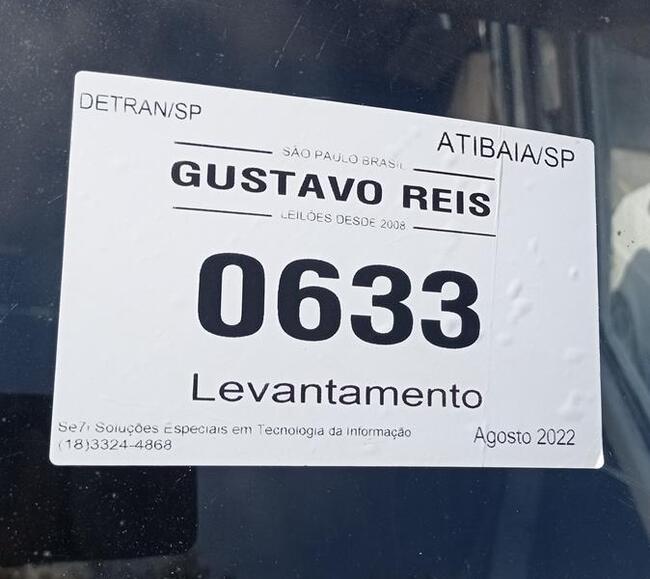 DETRAN/SP
ATIBAIA/SP
SÃO PAULO BRASIL
GUSTAVO REIS
LEILÕES DESDE 2008
0633
Levantamento
Se7i Soluções Especiais em Tecnologia da Informação
(18)3324-4868
Agosto 2022